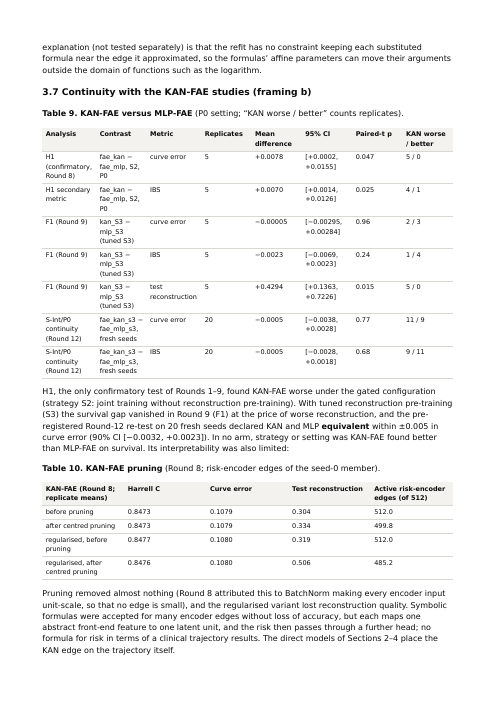 explanation (not tested separately) is that the refit has no constraint keeping each substituted
formula near the edge it approximated, so the formulas' affine parameters can move their arguments
outside the domain of functions such as the logarithm.
3.7 Continuity with the KAN-FAE studies (framing b)
Table 9. KAN-FAE versus MLP-FAE (P0 setting; "KAN worse / better" counts replicates).
Analysis Contrast Metric Replicates Mean difference 95% CI Paired-t p KAN worse / better
H1 (confirmatory, Round 8) fae_kan − fae_mlp, S2, P0 curve error 5 +0.0078 [+0.0002, +0.0155] 0.047 5 / 0
H1 secondary metric fae_kan − fae_mlp, S2, P0 IBS 5 +0.0070 [+0.0014, +0.0126] 0.025 4 / 1
F1 (Round 9) kan_S3 − mlp_S3 (tuned S3) curve error 5 −0.00005 [−0.00295, +0.00284] 0.96 2 / 3
F1 (Round 9) kan_S3 − mlp_S3 (tuned S3) IBS 5 −0.0023 [−0.0069, +0.0023] 0.24 1 / 4
F1 (Round 9) kan_S3 − mlp_S3 (tuned S3) test reconstruction 5 +0.4294 [+0.1363, +0.7226] 0.015 5 / 0
S-Int/P0 continuity (Round 12) fae_kan_s3 − fae_mlp_s3, fresh seeds curve error 20 −0.0005 [−0.0038, +0.0028] 0.77 11 / 9
S-Int/P0 continuity (Round 12) fae_kan_s3 − fae_mlp_s3, fresh seeds IBS 20 −0.0005 [−0.0028, +0.0018] 0.68 9 / 11
H1, the only confirmatory test of Rounds 1–9, found KAN-FAE worse under the gated configuration
(strategy S2: joint training without reconstruction pre-training). With tuned reconstruction pre-training
(S3) the survival gap vanished in Round 9 (F1) at the price of worse reconstruction, and the pre-
registered Round-12 re-test on 20 fresh seeds declared KAN and MLP equivalent within ±0.005 in
curve error (90% CI [−0.0032, +0.0023]). In no arm, strategy or setting was KAN-FAE found better
than MLP-FAE on survival. Its interpretability was also limited:
Table 10. KAN-FAE pruning (Round 8; risk-encoder edges of the seed-0 member).
KAN-FAE (Round 8; replicate means) Harrell C Curve error Test reconstruction Active risk-encoder edges (of 512)
before pruning 0.8473 0.1079 0.304 512.0
after centred pruning 0.8473 0.1079 0.334 499.8
regularised, before pruning 0.8477 0.1080 0.319 512.0
regularised, after centred pruning 0.8476 0.1080 0.506 485.2
Pruning removed almost nothing (Round 8 attributed this to BatchNorm making every encoder input
unit-scale, so that no edge is small), and the regularised variant lost reconstruction quality. Symbolic
formulas were accepted for many encoder edges without loss of accuracy, but each maps one
abstract front-end feature to one latent unit, and the risk then passes through a further head; no
formula for risk in terms of a clinical trajectory results. The direct models of Sections 2–4 place the
KAN edge on the trajectory itself.